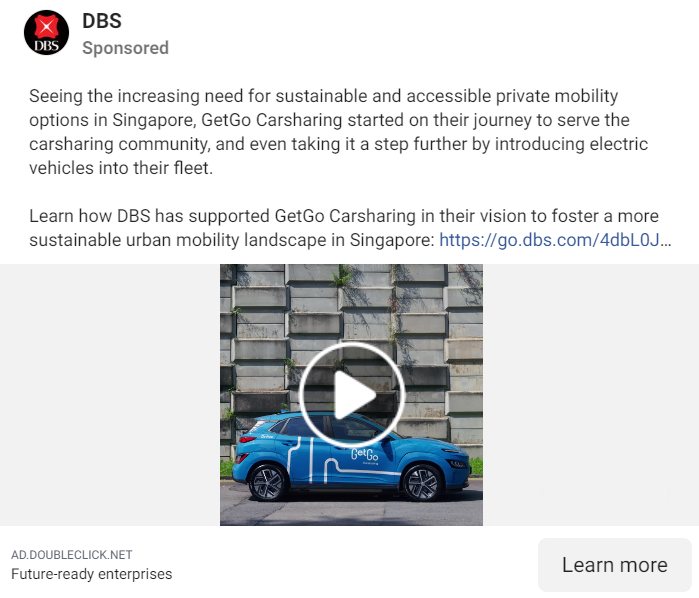 DBS
DBS
Sponsored
Seeing the increasing need for sustainable and accessible private mobility
options in Singapore, GetGo Carsharing started on their journey to serve the
carsharing community, and even taking it a step further by introducing electric
vehicles into their fleet.
Learn how DBS has supported GetGo Carsharing in their vision to foster a more
sustainable urban mobility landscape in Singapore: https://go.dbs.com/4dbL0J...
GetGo
AD.DOUBLECLICK.NET
Future-ready enterprises
Learn more